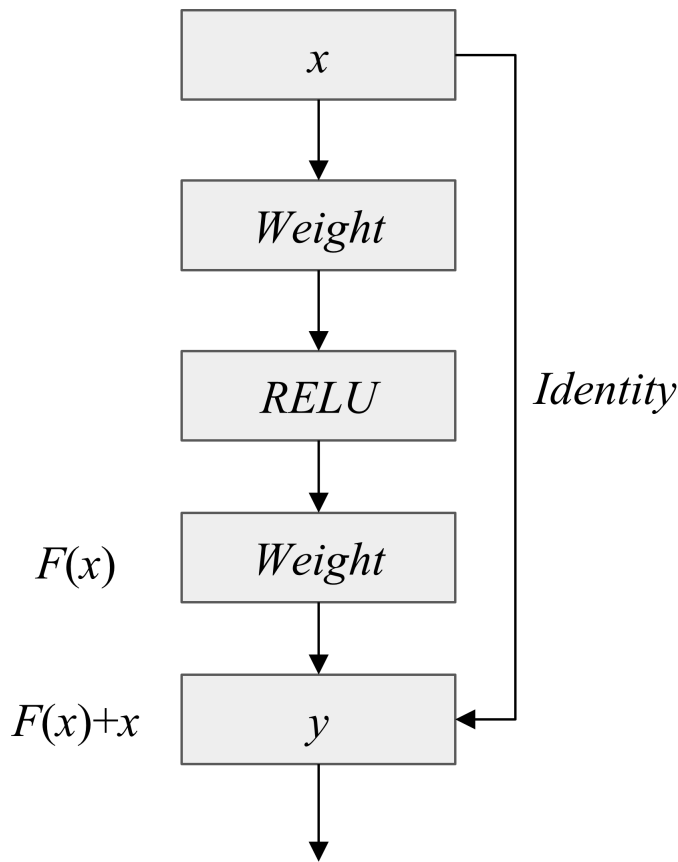 x
Weight
RELU
Identity
F(x)
Weight
F(x)+x
y